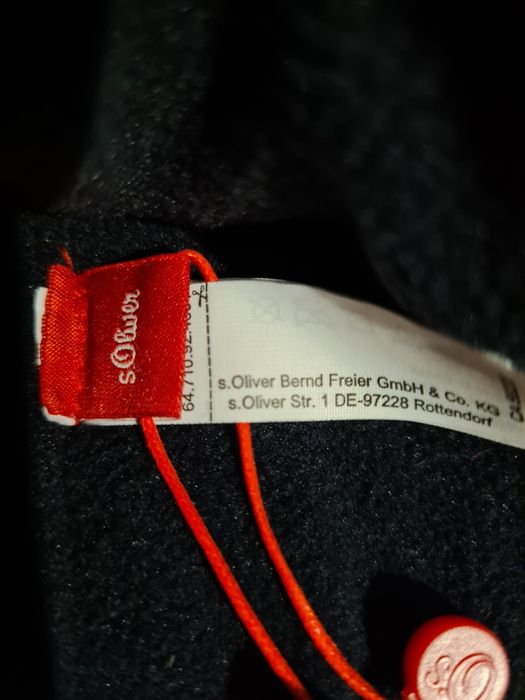 s.Oliver
s.Oliver Bernd Freier GmbH & Co. KG
s.Oliver Str. 1 DE-97228 Rottendorf